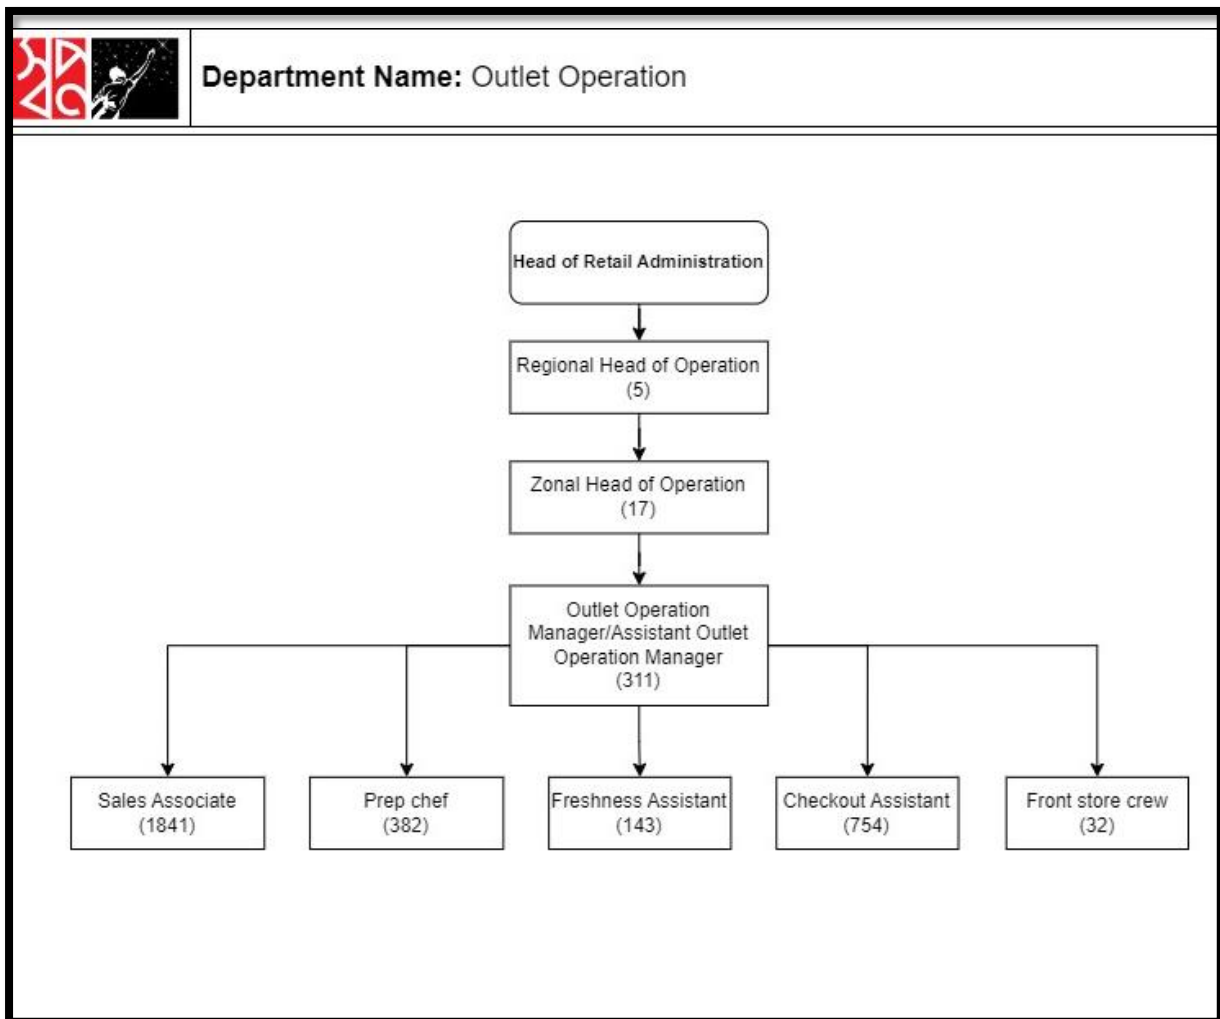 Department Name: Outlet Operation
Head of Retail Administration
Regional Head of Operation
(5)
Zonal Head of Operation
(17)
Outlet Operation
Manager/Assistant Outlet
Operation Manager
(311)
Sales Associate
(1841)
Prep chef
(382)
Freshness Assistant
(143)
Checkout Assistant
(754)
Front store crew
(32)